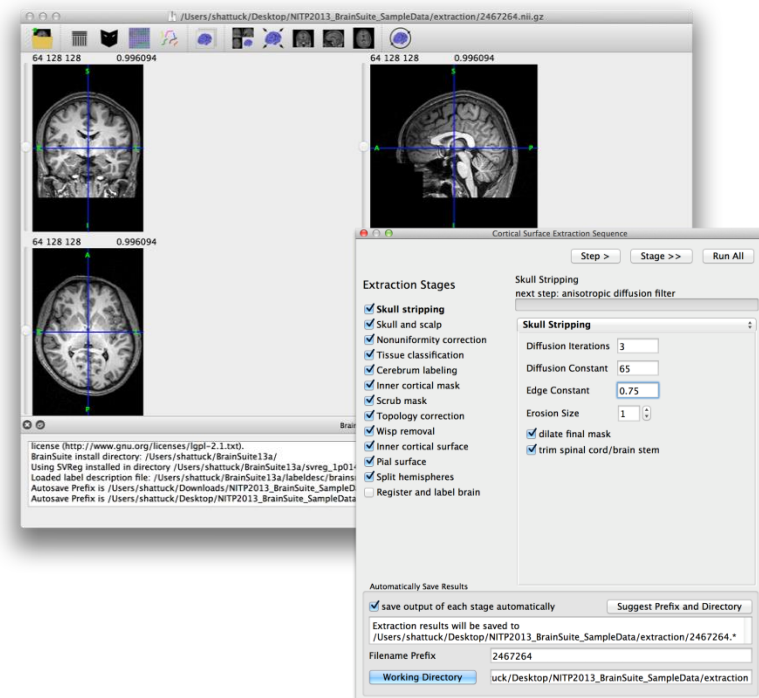 /Users/shattuck/Desktop/NITP2013_BrainSuite_SampleData/extraction/2467264.nii.gz
64 128 128 0.996094
64 128 128 0.996094
S
S
A
P
I
I
64 128 128 0.996094
A
P
license (http://www.gnu.org/licenses/lgpl-2.1.txt).
BrainSuite install directory: /Users/shattuck/BrainSuite13a/
Using SVReg installed in directory /Users/shattuck/BrainSuite13a/svreg_1p014
Loaded label description file: /Users/shattuck/BrainSuite13a/labeldesc/brains
Autosave Prefix is /Users/shattuck/Downloads/NITP2013_BrainSuite_SampleD
Autosave Prefix is /Users/shattuck/Desktop/NITP2013_BrainSuite_SampleData
Cortical Surface Extraction Sequence
Step > Stage >> Run All
Extraction Stages
Skull stripping
Skull and scalp
Nonuniformity correction
Tissue classification
Cerebrum labeling
Inner cortical mask
Scrub mask
Topology correction
Wisp removal
Inner cortical surface
Pial surface
Split hemispheres
Register and label brain
Skull Stripping
next step: anisotropic diffusion filter
Skull Stripping
Diffusion Iterations 3
Diffusion Constant 65
Edge Constant 0.75
Erosion Size 1
dilate final mask
trim spinal cord/brain stem
Automatically Save Results
save output of each stage automatically Suggest Prefix and Directory
Extraction results will be saved to
/Users/shattuck/Desktop/NITP2013_BrainSuite_SampleData/extraction/2467264.*
Filename Prefix 2467264
Working Directory uck/Desktop/NITP2013_BrainSuite_SampleData/extraction